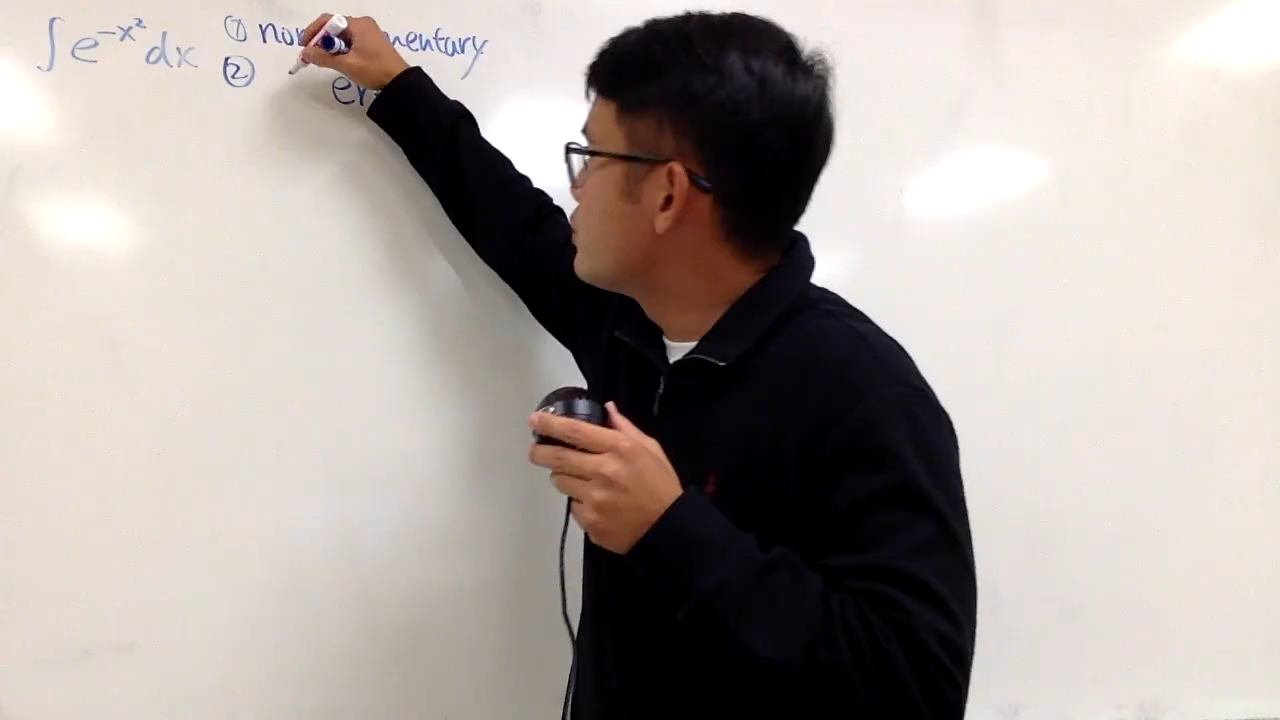 ∫e^{-x²}dx ① non mentary
② er